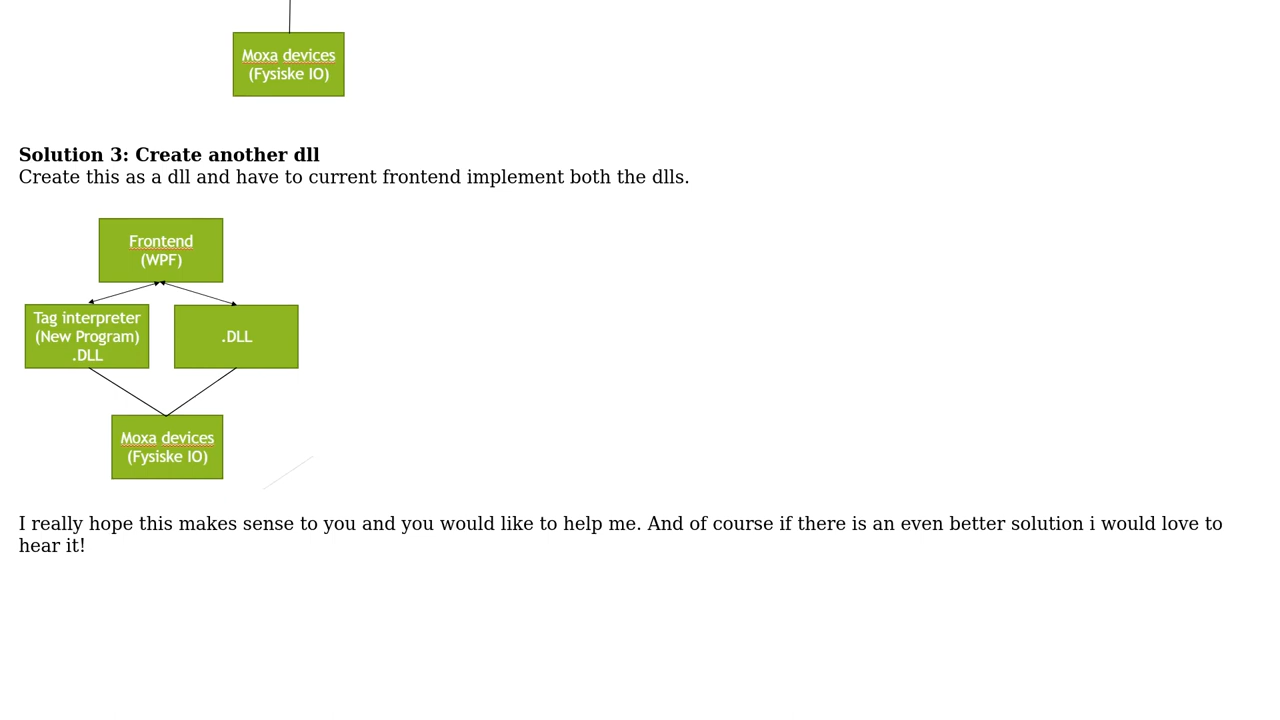 Moxa devices
(Fysiske IO)
Solution 3: Create another dll
Create this as a dll and have to current frontend implement both the dlls.
Frontend
(WPF)
Tag interpreter
(New Program)
.DLL
.DLL
Moxa devices
(Fysiske IO)
I really hope this makes sense to you and you would like to help me. And of course if there is an even better solution i would love to
hear it!